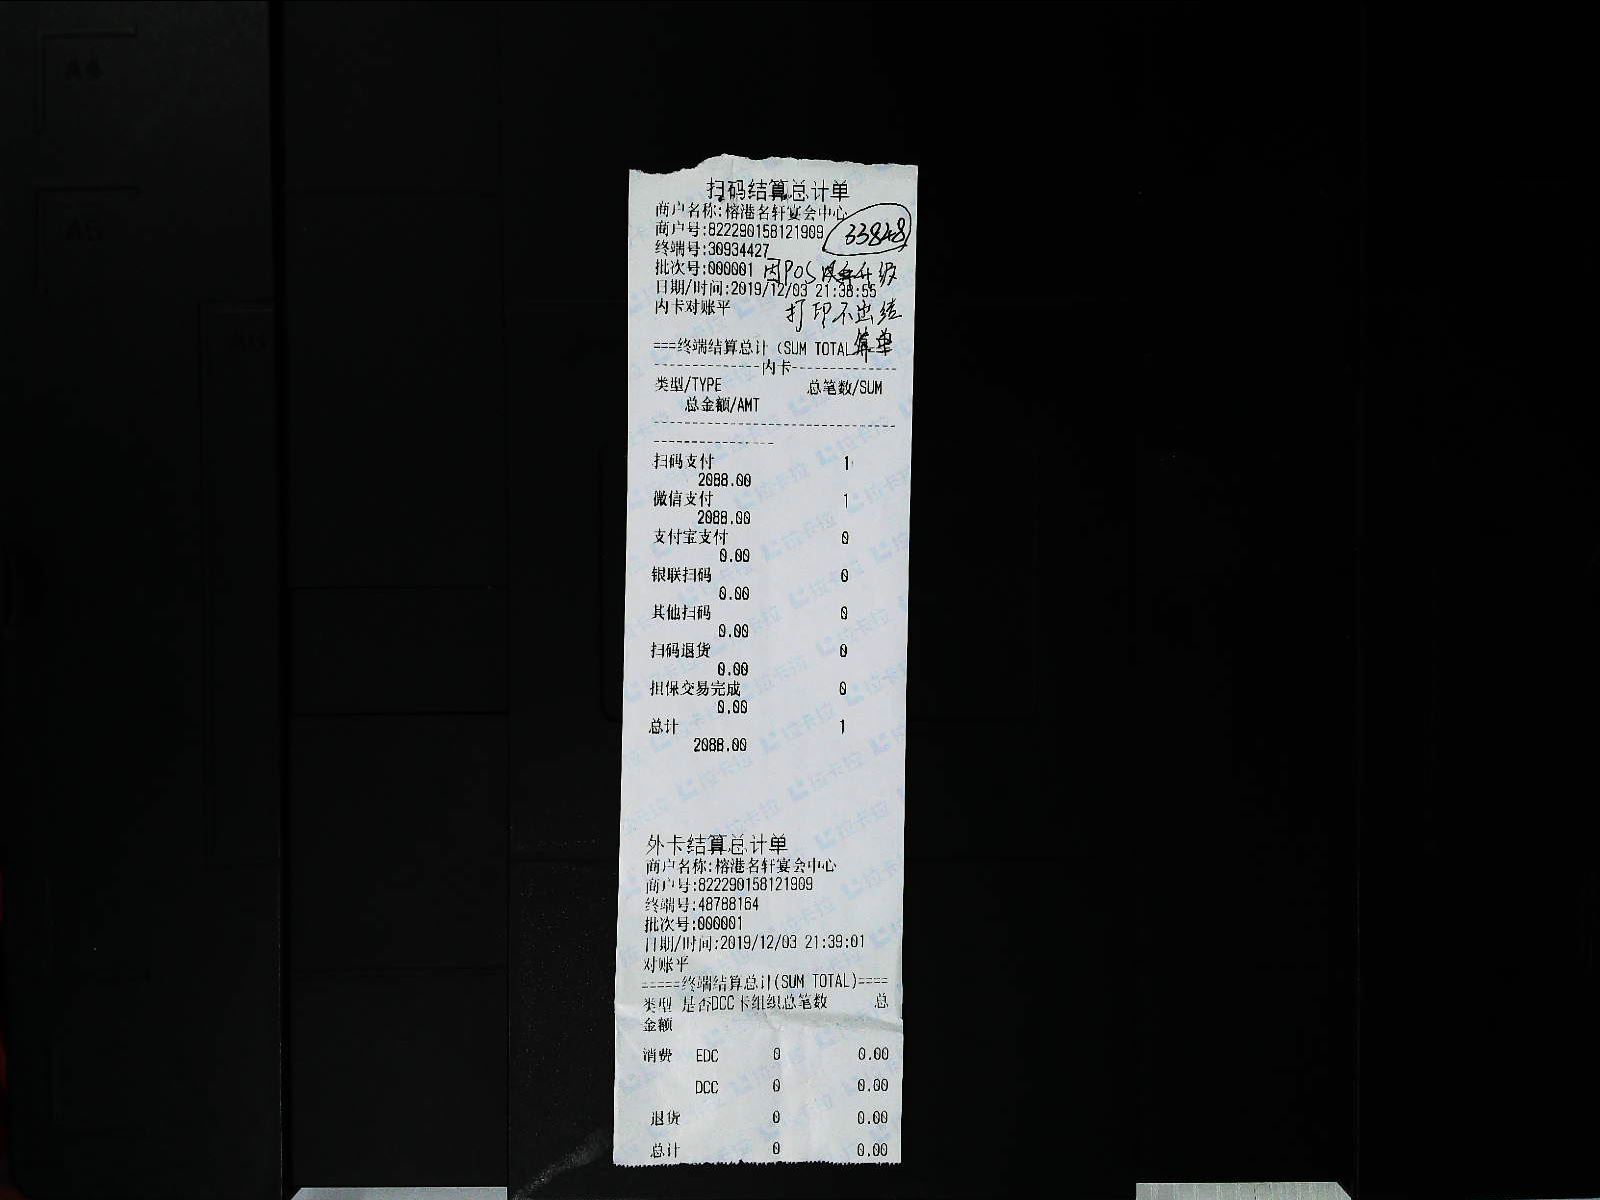 扫码结算总计单
商户名称:榕港名轩宴会中心
商户号:822290158121909
33848
终端号:30934427
批次号:000001
因POS 升级
日期/时间:2019/12/03 21:38:55
内卡对账平
打印不出结
算单
===终端结算总计(SUM TOTAL
--------------内卡--------------
类型/TYPE 总笔数/SUM
总金额/AMT
--------------------------------
----------------
扫码支付 1
2088.00
微信支付 1
2088.00
支付宝支付 0
0.00
银联扫码 0
0.00
其他扫码 0
0.00
扫码退货 0
0.00
担保交易完成 0
0.00
总计 1
2088.00
外卡结算总计单
商户名称:榕港名轩宴会中心
商户号:822290158121909
终端号:48788164
批次号:000001
日期/时间:2019/12/03 21:39:01
对账平
=====终端结算总计(SUM TOTAL)====
类型 是否DCC卡组织总笔数 总
金额
消费 EDC 0 0.00
DCC 0 0.00
退货 0 0.00
总计 0 0.00